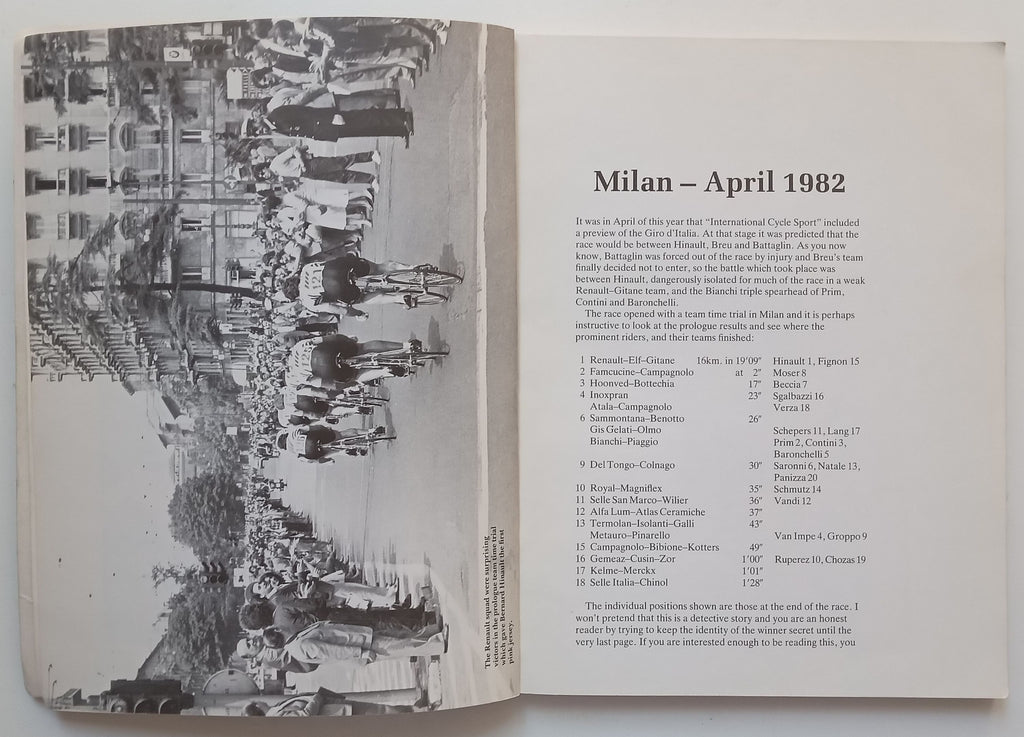 The Renault squad were surprising
victors in the prologue team time trial
which gave Bernard Hinault the first
pink jersey.
Milan – April 1982
It was in April of this year that “International Cycle Sport” included
a preview of the Giro d’Italia. At that stage it was predicted that the
race would be between Hinault, Breu and Battaglin. As you now
know, Battaglin was forced out of the race by injury and Breu’s team
finally decided not to enter, so the battle which took place was
between Hinault, dangerously isolated for much of the race in a weak
Renault–Gitane team, and the Bianchi triple spearhead of Prim,
Contini and Baronchelli.
The race opened with a team time trial in Milan and it is perhaps
instructive to look at the prologue results and see where the
prominent riders, and their teams finished:
1 Renault–Elf–Gitane 16km. in 19’09” Hinault 1, Fignon 15
2 Famcucine–Campagnolo at 2” Moser 8
3 Hoonved–Bottechia 17” Beccia 7
4 Inoxpran 23” Sgalbazzi 16
Atala–Campagnolo Verza 18
6 Sammontana–Benotto 26”
Gis Gelati–Olmo Schepers 11, Lang 17
Bianchi–Piaggio Prim 2, Contini 3,
Baronchelli 5
9 Del Tongo–Colnago 30” Saronni 6, Natale 13,
Panizza 20
10 Royal–Magniflex 35” Schmutz 14
11 Selle San Marco–Wilier 36” Vandi 12
12 Alfa Lum–Atlas Ceramiche 37”
13 Termolan–Isolanti–Galli 43”
Metauro–Pinarello Van Impe 4, Groppo 9
15 Campagnolo–Bibione–Kotters 49”
16 Gemeaz–Cusin–Zor 1’00” Ruperez 10, Chozas 19
17 Kelme–Merckx 1’01”
18 Selle Italia–Chinol 1’28”
The individual positions shown are those at the end of the race. I
won’t pretend that this is a detective story and you are an honest
reader by trying to keep the identity of the winner secret until the
very last page. If you are interested enough to be reading this, you